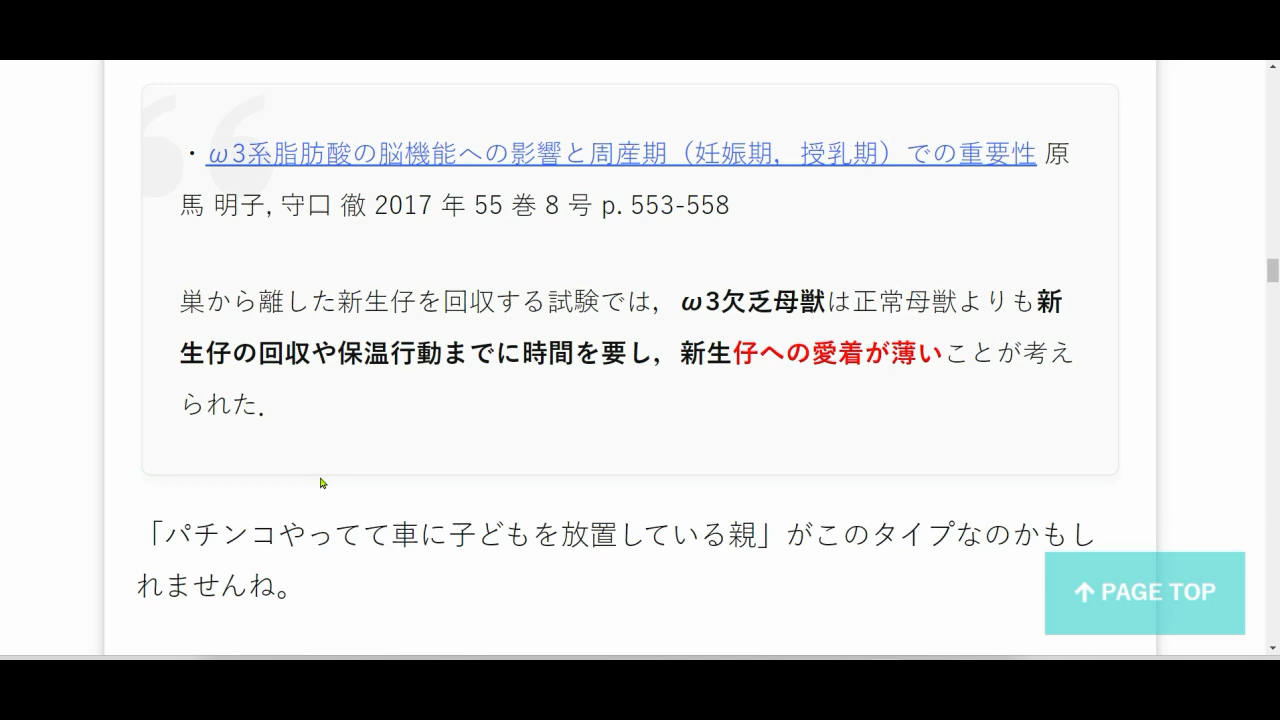 ・ω3系脂肪酸の脳機能への影響と周産期（妊娠期，授乳期）での重要性 原
馬 明子, 守口 徹 2017 年 55 巻 8 号 p. 553-558
巣から離した新生仔を回収する試験では，ω3欠乏母獣は正常母獣よりも新
生仔の回収や保温行動までに時間を要し，新生仔への愛着が薄いことが考え
られた．
「パチンコやってて車に子どもを放置している親」がこのタイプなのかもし
れませんね。
↑ PAGE TOP